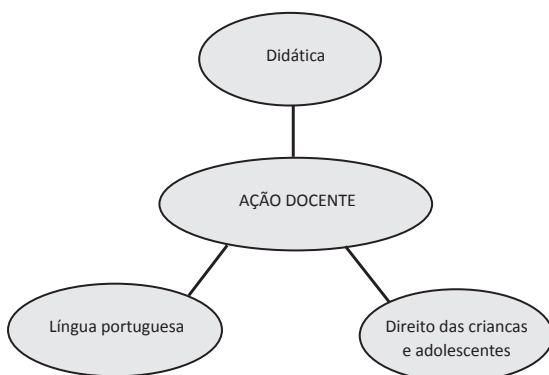 Didática
AÇÃO DOCENTE
Língua portuguesa
Direito das criancas
e adolescentes